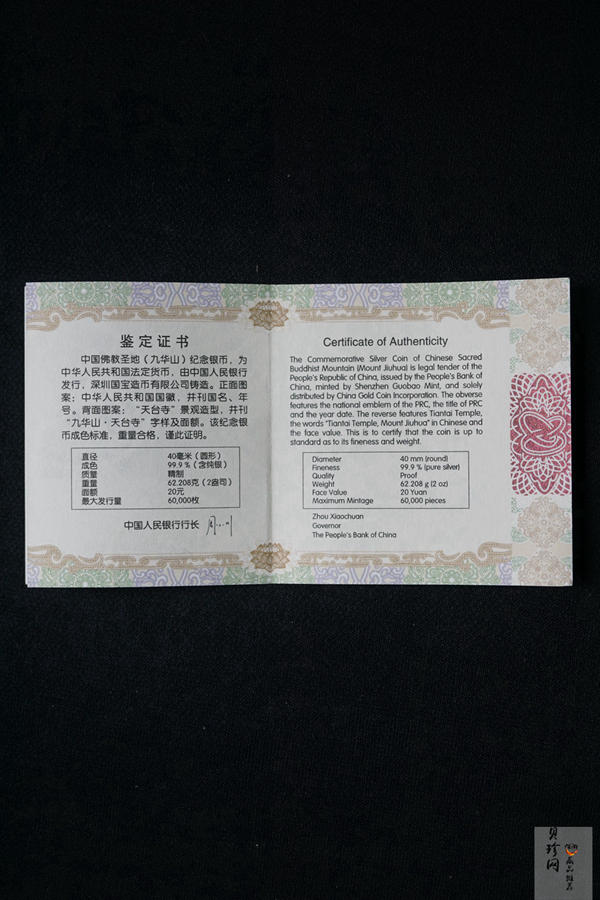 鉴定证书
中国佛教圣地（九华山）纪念银币，为
中华人民共和国法定货币，由中国人民银行
发行，深圳国宝造币有限公司铸造。正面图
案：中华人民共和国国徽，并刊国名、年
号。背面图案：“天台寺”景观造型，并刊
“九华山·天台寺”字样及面额。该纪念银
币成色标准，重量合格，谨此证明。
直径 40毫米（圆形）
成色 99.9％（含纯银）
质量 精制
重量 62.208克（2盎司）
面额 20元
最大发行量 60,000枚
中国人民银行行长
Certificate of Authenticity
The Commemorative Silver Coin of Chinese Sacred
Buddhist Mountain (Mount Jiuhua) is legal tender of the
People's Republic of China, issued by the People's Bank of
China, minted by Shenzhen Guobao Mint, and solely
distributed by China Gold Coin Incorporation. The obverse
features the national emblem of the PRC, the title of PRC
and the year date. The reverse features Tiantai Temple,
the words "Tiantai Temple, Mount Jiuhua" in Chinese and
the face value. This is to certify that the coin is up to
standard as to its fineness and weight.
Diameter 40 mm (round)
Fineness 99.9 % (pure silver)
Quality Proof
Weight 62.208 g (2 oz)
Face Value 20 Yuan
Maximum Mintage 60,000 pieces
Zhou Xiaochuan
Governor
The People's Bank of China
贝珍网